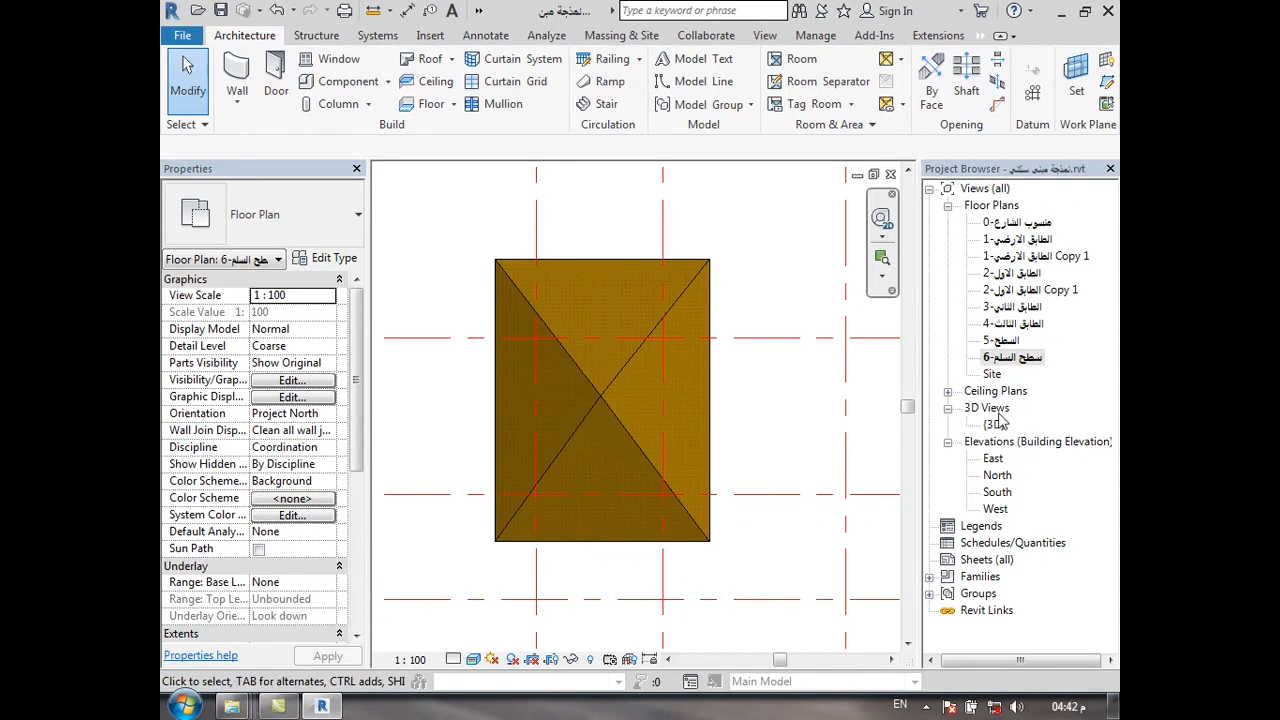 نمذجة مبن...
Type a keyword or phrase
Sign In
File
Architecture
Structure
Systems
Insert
Annotate
Analyze
Massing & Site
Collaborate
View
Manage
Add-Ins
Extensions
Modify
Wall
Door
Window
Component
Column
Roof
Ceiling
Floor
Curtain System
Curtain Grid
Mullion
Railing
Ramp
Stair
Model Text
Model Line
Model Group
Room
Room Separator
Tag Room
By Face
Shaft
Set
Select
Build
Circulation
Model
Room & Area
Opening
Datum
Work Plane
Properties
Floor Plan
Floor Plan: 6-طح السلم
Edit Type
Graphics
View Scale 1 : 100
Scale Value 1: 100
Display Model Normal
Detail Level Coarse
Parts Visibility Show Original
Visibility/Grap... Edit...
Graphic Displ... Edit...
Orientation Project North
Wall Join Disp... Clean all wall j...
Discipline Coordination
Show Hidden ... By Discipline
Color Scheme... Background
Color Scheme <none>
System Color ... Edit...
Default Analy... None
Sun Path
Underlay
Range: Base L... None
Range: Top Le... Unbounded
Underlay Orie... Look down
Extents
Properties help
Apply
2D
Project Browser - نمذجة مبنى سكني.rvt
Views (all)
Floor Plans
0-منسوب الشارع
1-الطابق الارضي
1-الطابق الارضي Copy 1
2-الطابق الاول
2-الطابق الاول Copy 1
3-الطابق الثاني
4-الطابق الثالث
5-السطح
6-سطح السلم
Site
Ceiling Plans
3D Views
{3D
Elevations (Building Elevation)
East
North
South
West
Legends
Schedules/Quantities
Sheets (all)
Families
Groups
Revit Links
1 : 100
Click to select, TAB for alternates, CTRL adds, SHI
:0
Main Model
EN
04:42 م